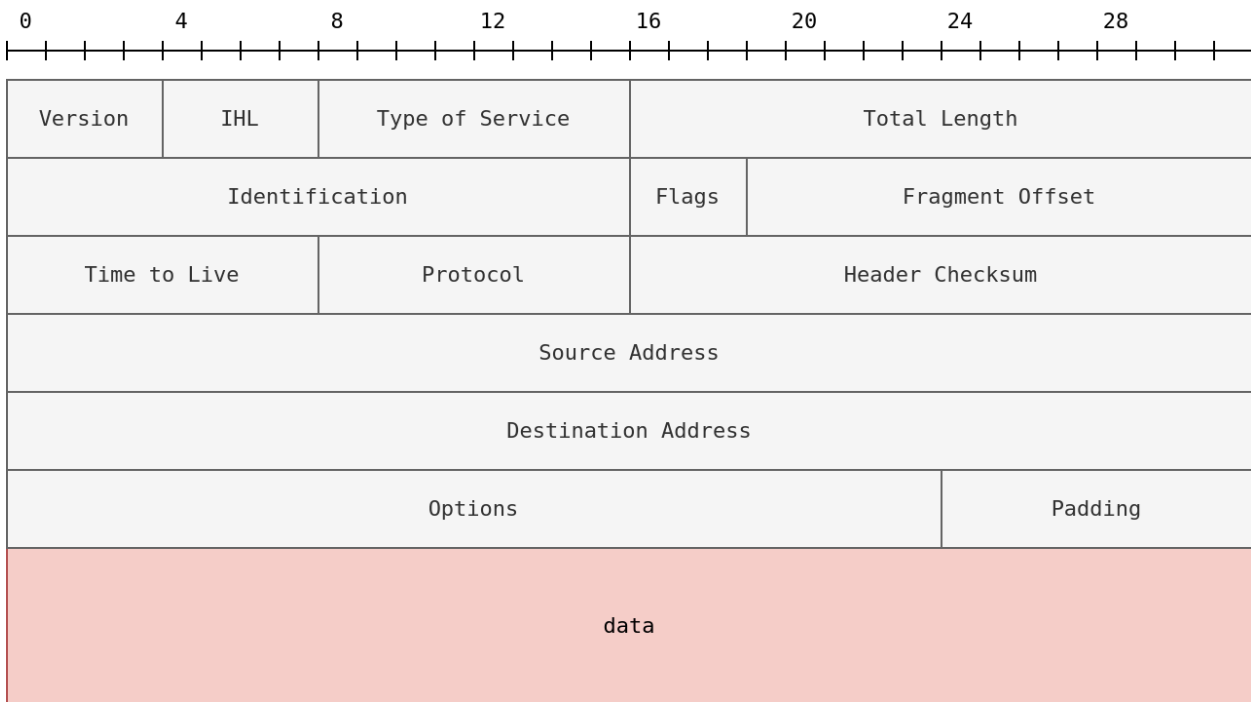 0 4 8 12 16 20 24 28
Version IHL Type of Service Total Length
Identification Flags Fragment Offset
Time to Live Protocol Header Checksum
Source Address
Destination Address
Options Padding
data